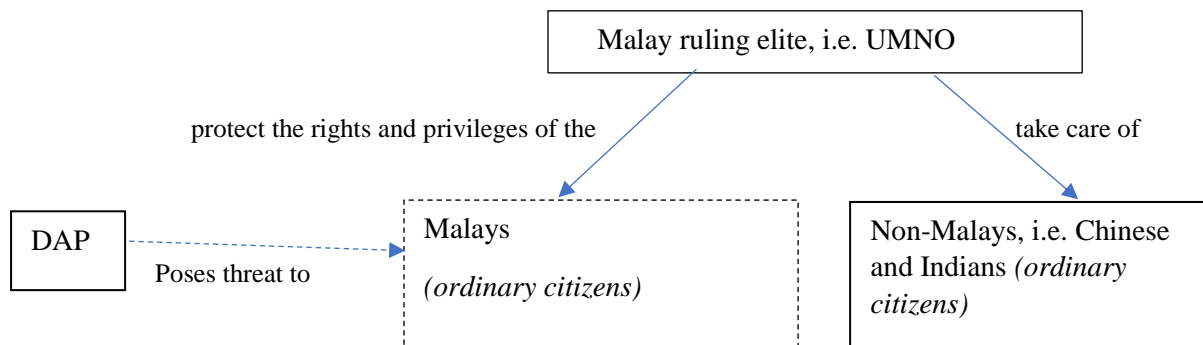 Malay ruling elite, i.e. UMNO
protect the rights and privileges of the
take care of
DAP
Poses threat to
Malays
(ordinary citizens)
Non-Malays, i.e. Chinese
and Indians (ordinary
citizens)